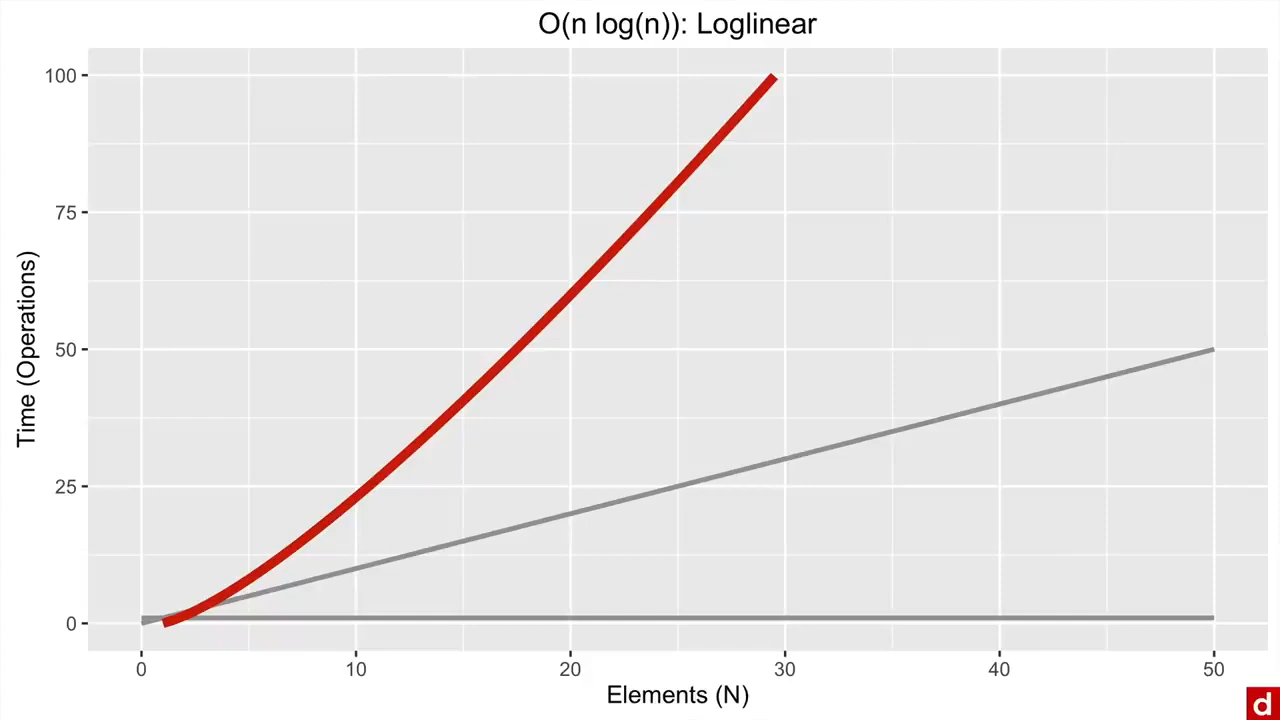 O(n log(n)): Loglinear
Time (Operations)
100
75
50
25
0
0 10 20 30 40 50
Elements (N)
d